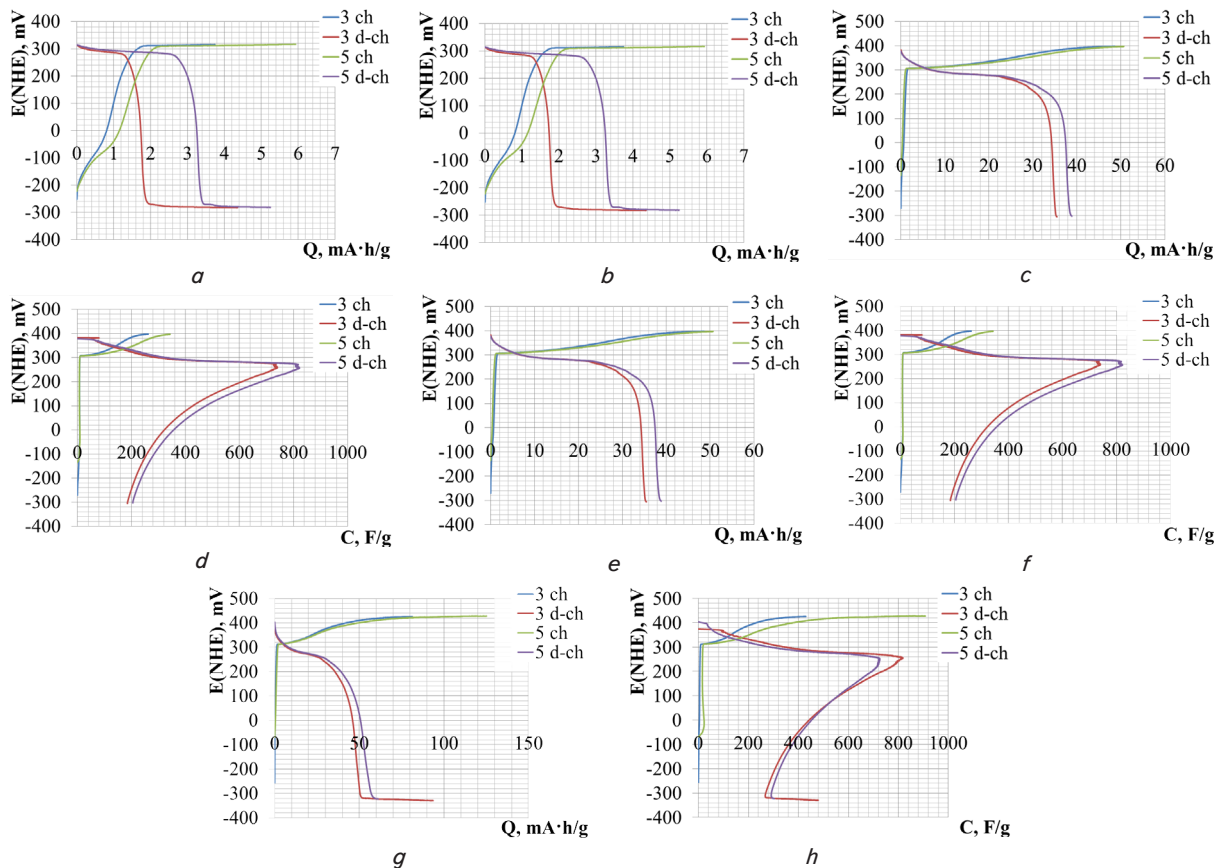 E(NHE), mV
400
300
200
100
0
-100
-200
-300
-400
0 1 2 3 4 5 6 7
3 ch
3 d-ch
5 ch
5 d-ch
Q, mA·h/g
a
E(NHE), mV
400
300
200
100
0
-100
-200
-300
-400
0 1 2 3 4 5 6 7
3 ch
3 d-ch
5 ch
5 d-ch
Q, mA·h/g
b
E(NHE), mV
500
400
300
200
100
0
-100
-200
-300
-400
0 10 20 30 40 50 60
3 ch
3 d-ch
5 ch
5 d-ch
Q, mA·h/g
c
E(NHE), mV
500
400
300
200
100
0
-100
-200
-300
-400
0 200 400 600 800 1000
3 ch
3 d-ch
5 ch
5 d-ch
C, F/g
d
E(NHE), mV
500
400
300
200
100
0
-100
-200
-300
-400
0 10 20 30 40 50 60
3 ch
3 d-ch
5 ch
5 d-ch
Q, mA·h/g
e
E(NHE), mV
500
400
300
200
100
0
-100
-200
-300
-400
0 200 400 600 800 1000
3 ch
3 d-ch
5 ch
5 d-ch
C, F/g
f
E(NHE), mV
500
400
300
200
100
0
-100
-200
-300
-400
0 50 100 150
3 ch
3 d-ch
5 ch
5 d-ch
Q, mA·h/g
g
E(NHE), mV
500
400
300
200
100
0
-100
-200
-300
-400
0 200 400 600 800 1000
3 ch
3 d-ch
5 ch
5 d-ch
C, F/g
h